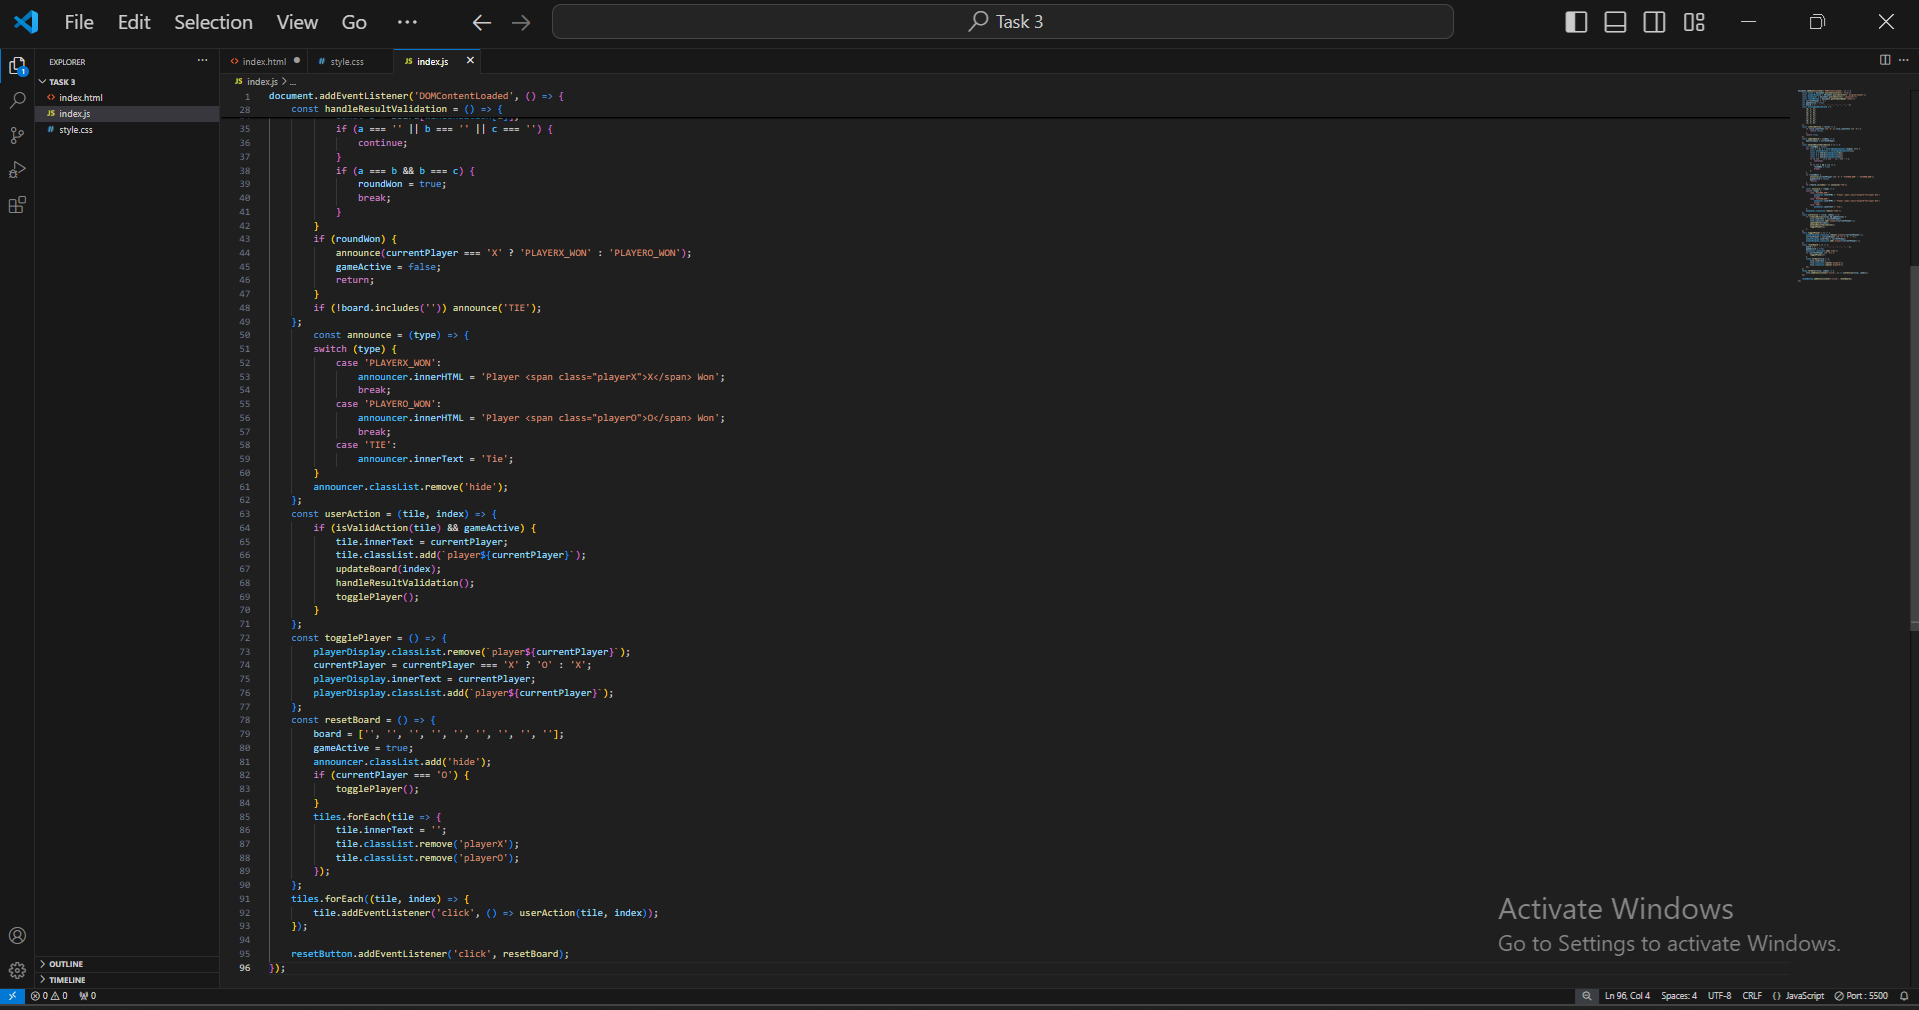 File Edit Selection View Go ··· Task 3
EXPLORER ···
TASK 3
index.html
JS index.js
# style.css
index.html
# style.css
JS index.js
JS index.js > ...
1 document.addEventListener('DOMContentLoaded', () => {
28 const handleResultValidation = () => {
35 if (a === '' || b === '' || c === '') {
36 continue;
37 }
38 if (a === b && b === c) {
39 roundWon = true;
40 break;
41 }
42 }
43 if (roundWon) {
44 announce(currentPlayer === 'X' ? 'PLAYERX_WON' : 'PLAYERO_WON');
45 gameActive = false;
46 return;
47 }
48 if (!board.includes('')) announce('TIE');
49 };
50 const announce = (type) => {
51 switch (type) {
52 case 'PLAYERX_WON':
53 announcer.innerHTML = 'Player <span class="playerX">X</span> Won';
54 break;
55 case 'PLAYERO_WON':
56 announcer.innerHTML = 'Player <span class="playerO">O</span> Won';
57 break;
58 case 'TIE':
59 announcer.innerText = 'Tie';
60 }
61 announcer.classList.remove('hide');
62 };
63 const userAction = (tile, index) => {
64 if (isValidAction(tile) && gameActive) {
65 tile.innerText = currentPlayer;
66 tile.classList.add(`player${currentPlayer}`);
67 updateBoard(index);
68 handleResultValidation();
69 togglePlayer();
70 }
71 };
72 const togglePlayer = () => {
73 playerDisplay.classList.remove(`player${currentPlayer}`);
74 currentPlayer = currentPlayer === 'X' ? 'O' : 'X';
75 playerDisplay.innerText = currentPlayer;
76 playerDisplay.classList.add(`player${currentPlayer}`);
77 };
78 const resetBoard = () => {
79 board = ['', '', '', '', '', '', '', '', ''];
80 gameActive = true;
81 announcer.classList.add('hide');
82 if (currentPlayer === 'O') {
83 togglePlayer();
84 }
85 tiles.forEach(tile => {
86 tile.innerText = '';
87 tile.classList.remove('playerX');
88 tile.classList.remove('playerO');
89 });
90 };
91 tiles.forEach((tile, index) => {
92 tile.addEventListener('click', () => userAction(tile, index));
93 });
94
95 resetButton.addEventListener('click', resetBoard);
96 });
Activate Windows
Go to Settings to activate Windows.
OUTLINE
TIMELINE
0 0 0 Ln 96, Col 4 Spaces: 4 UTF-8 CRLF {} JavaScript Port : 5500